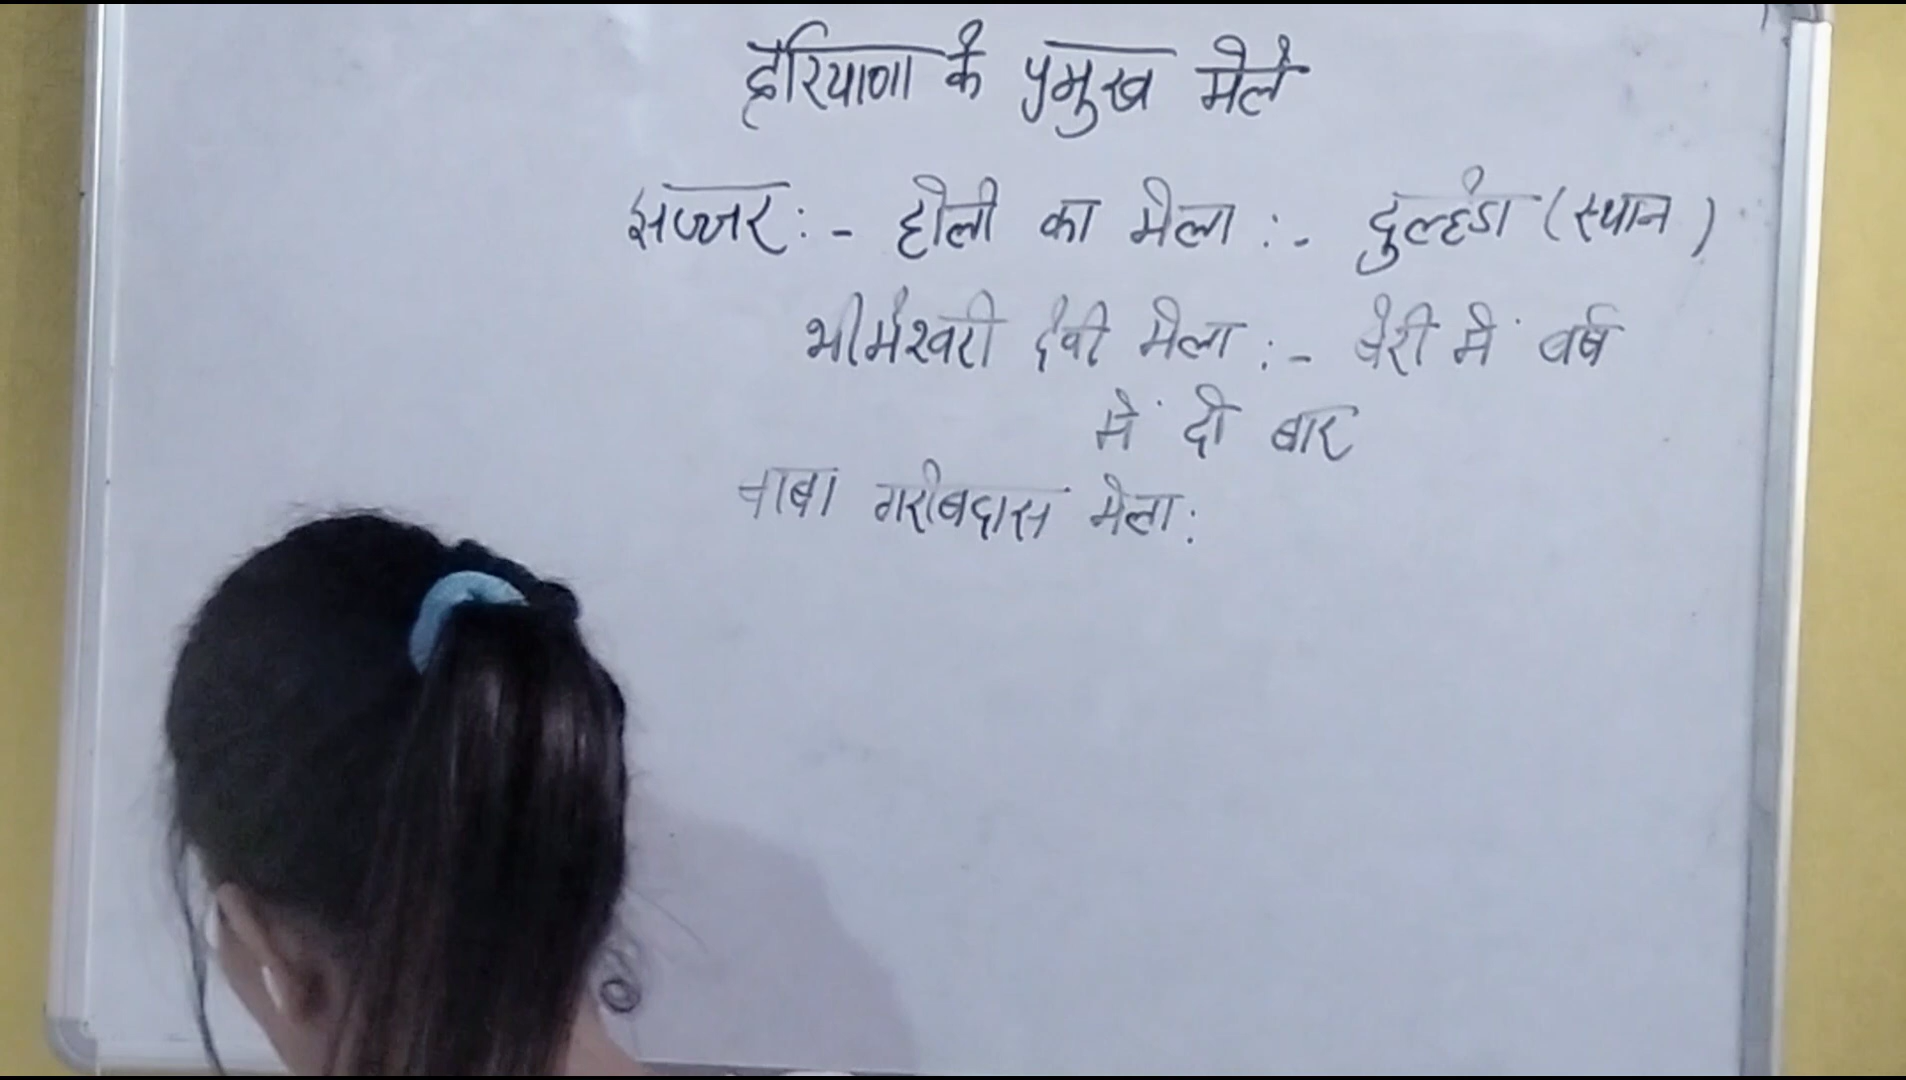 हरियाणा के प्रमुख मेले
झज्जर :- होली का मेला :- दुल्हेडा (स्थान)
भीमेश्वरी देवी मेला :- बेरी में वर्ष
में दो बार
बाबा गरीबदास मेला :